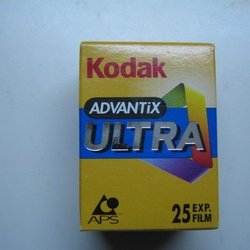 Kodak
ADVANTiX
ULTRA
APS
25 EXP.
FILM